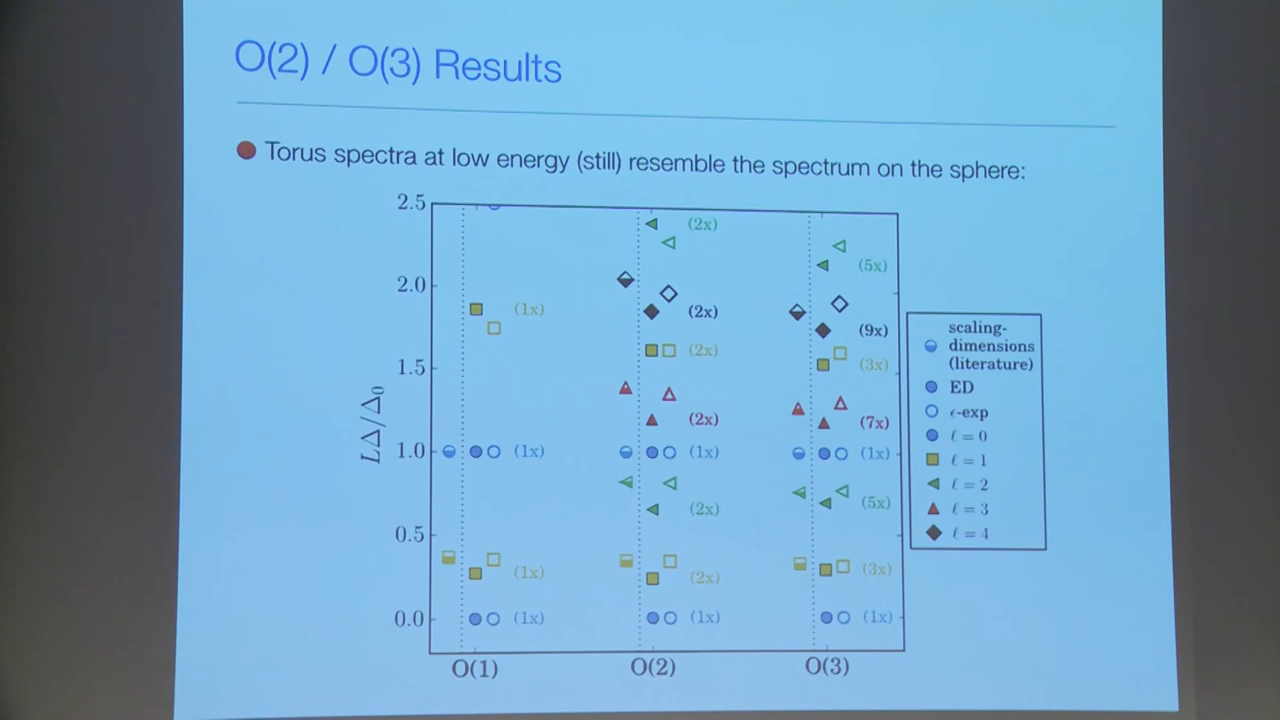 O(2) / O(3) Results
Torus spectra at low energy (still) resemble the spectrum on the sphere:
2.5
2.0
1.5
1.0
0.5
0.0
LΔ/Δ₀
(1x)
(1x)
(1x)
(1x)
(2x)
(2x)
(2x)
(2x)
(1x)
(2x)
(2x)
(1x)
(5x)
(9x)
(3x)
(7x)
(1x)
(5x)
(3x)
(1x)
O(1)
O(2)
O(3)
scaling-
dimensions
(literature)
ED
ϵ-exp
ℓ = 0
ℓ = 1
ℓ = 2
ℓ = 3
ℓ = 4